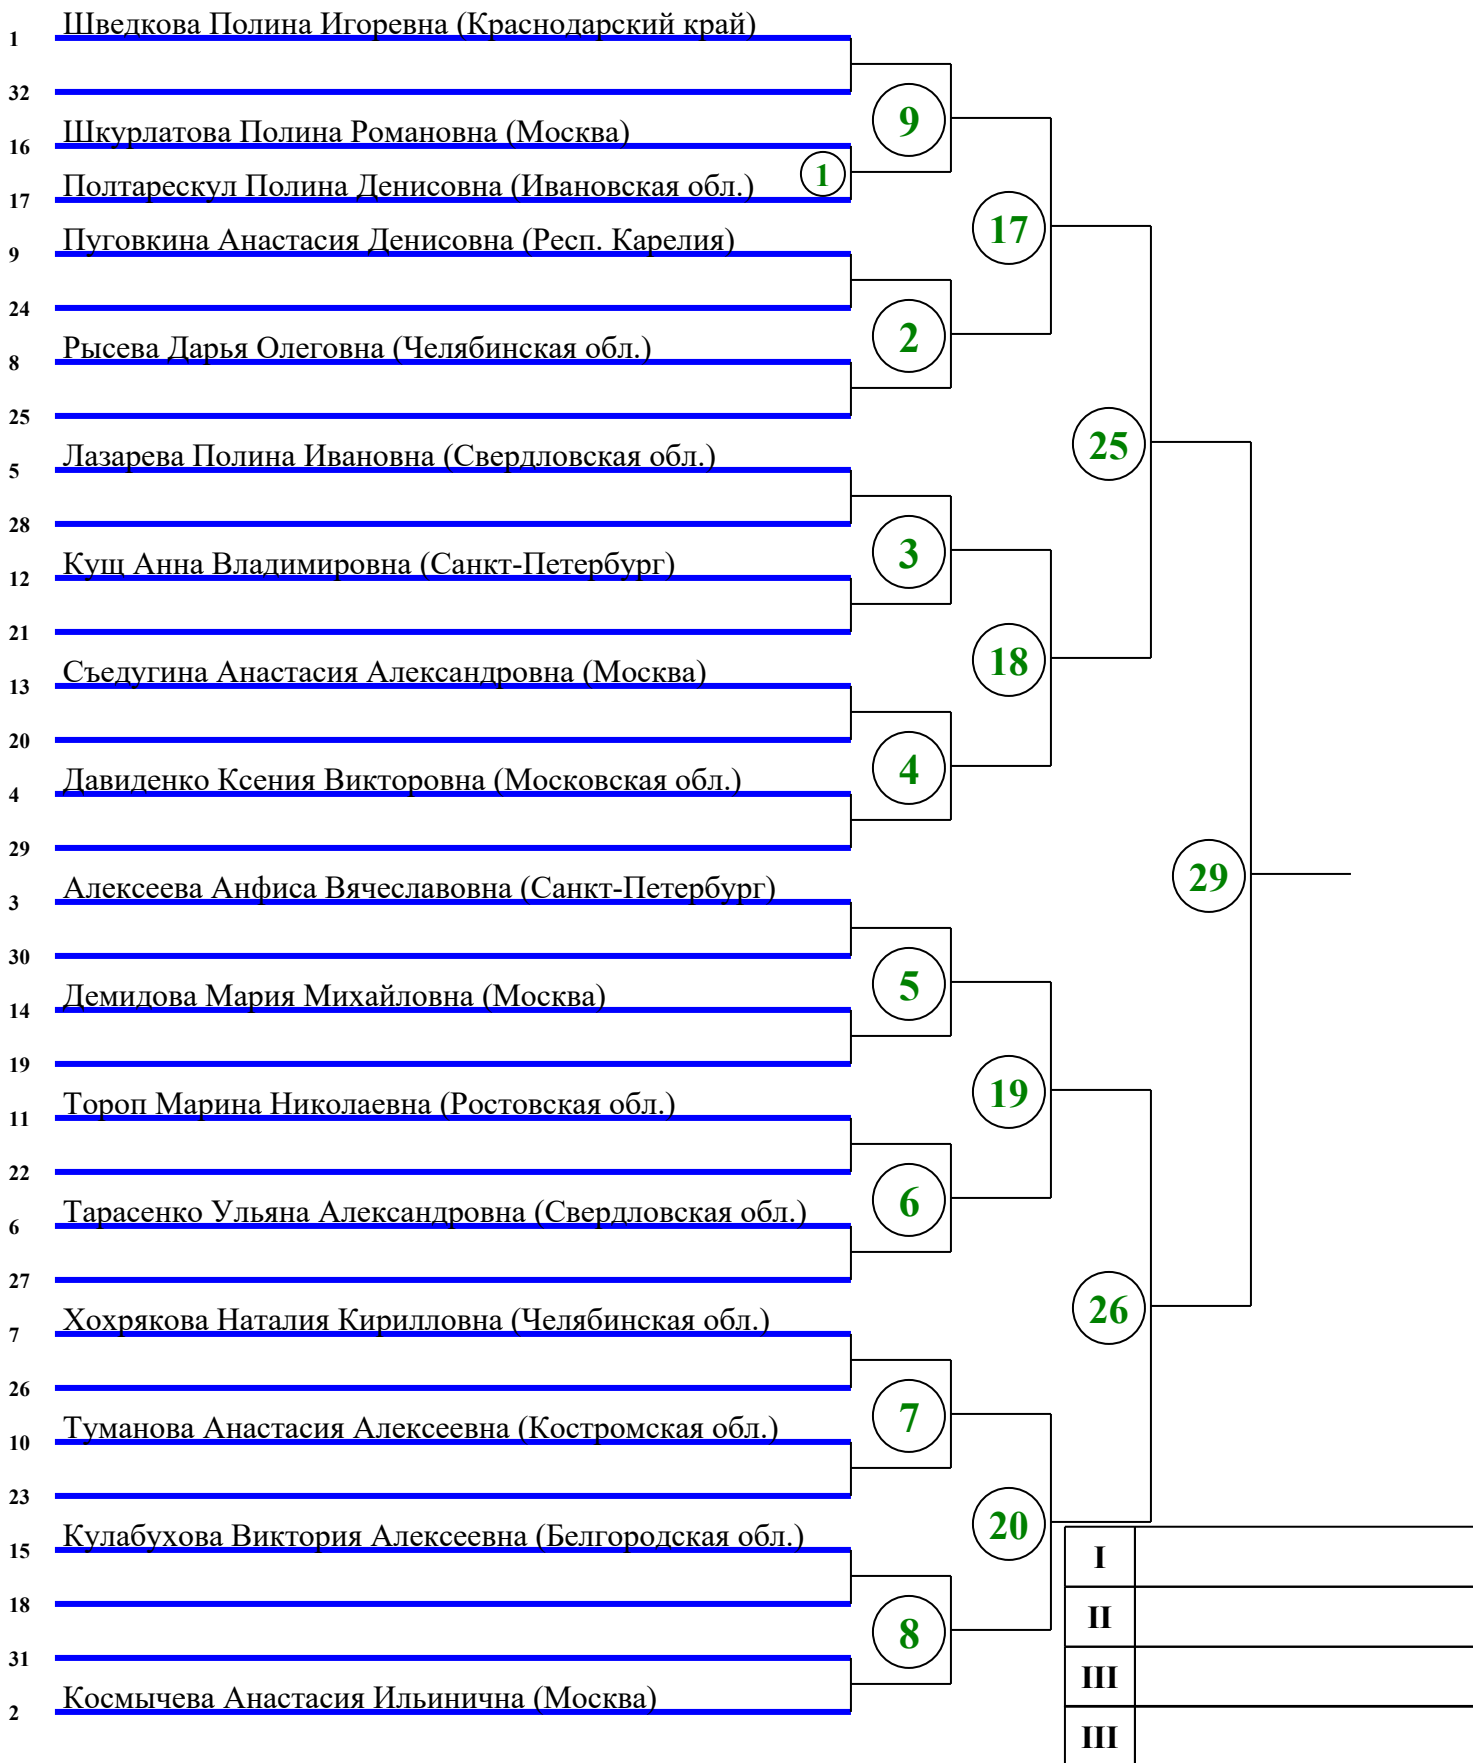 1 Шведкова Полина Игоревна (Краснодарский край)
32
16 Шкурлатова Полина Романовна (Москва)
17 Полтарескул Полина Денисовна (Ивановская обл.)
9 Пуговкина Анастасия Денисовна (Респ. Карелия)
24
8 Рысева Дарья Олеговна (Челябинская обл.)
25
5 Лазарева Полина Ивановна (Свердловская обл.)
28
12 Кущ Анна Владимировна (Санкт-Петербург)
21
13 Съедугина Анастасия Александровна (Москва)
20
4 Давиденко Ксения Викторовна (Московская обл.)
29
3 Алексеева Анфиса Вячеславовна (Санкт-Петербург)
30
14 Демидова Мария Михайловна (Москва)
19
11 Тороп Марина Николаевна (Ростовская обл.)
22
6 Тарасенко Ульяна Александровна (Свердловская обл.)
27
7 Хохрякова Наталия Кирилловна (Челябинская обл.)
26
10 Туманова Анастасия Алексеевна (Костромская обл.)
23
15 Кулабухова Виктория Алексеевна (Белгородская обл.)
18
31
2 Космычева Анастасия Ильинична (Москва)
1
9
2
3
4
5
6
7
8
17
18
19
20
25
26
29
I
II
III
III